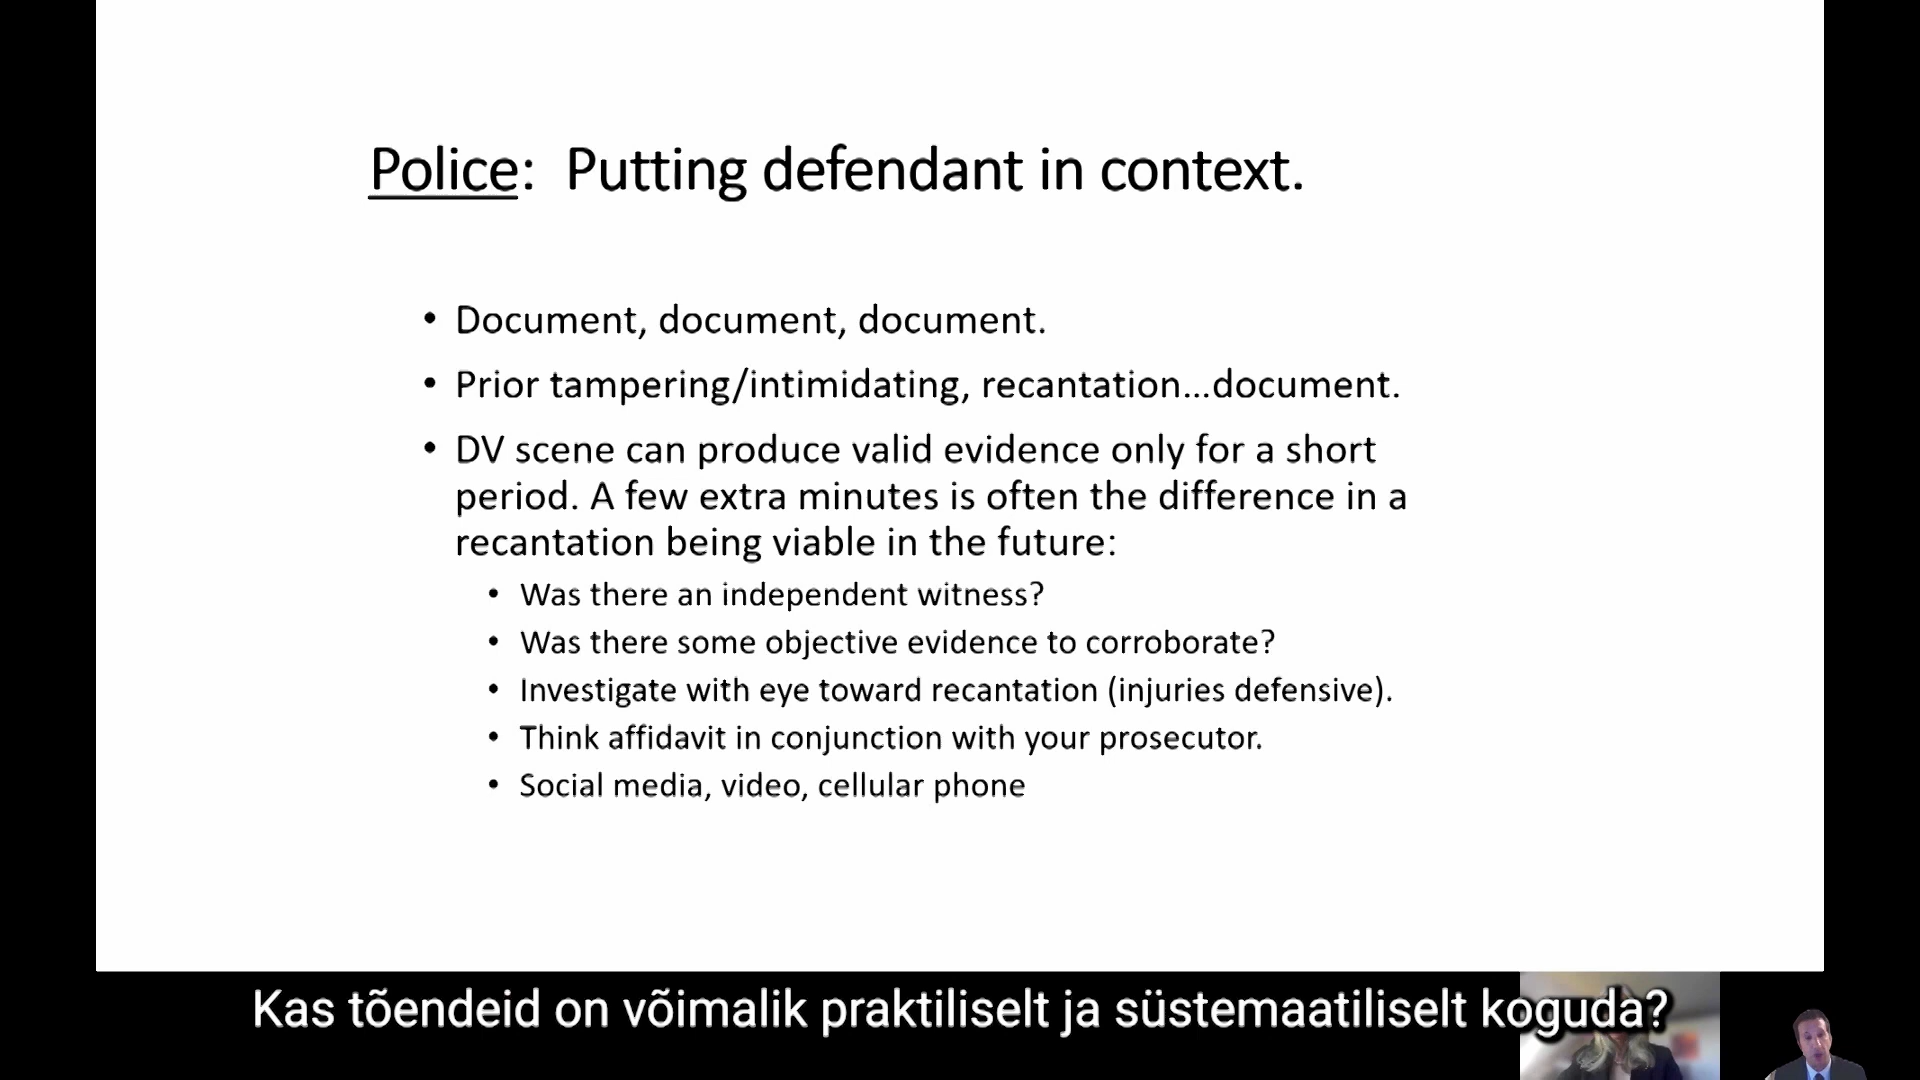 Police: Putting defendant in context.
• Document, document, document.
• Prior tampering/intimidating, recantation...document.
• DV scene can produce valid evidence only for a short
period. A few extra minutes is often the difference in a
recantation being viable in the future:
• Was there an independent witness?
• Was there some objective evidence to corroborate?
• Investigate with eye toward recantation (injuries defensive).
• Think affidavit in conjunction with your prosecutor.
• Social media, video, cellular phone
Kas tõendeid on võimalik praktiliselt ja süstemaatiliselt koguda?